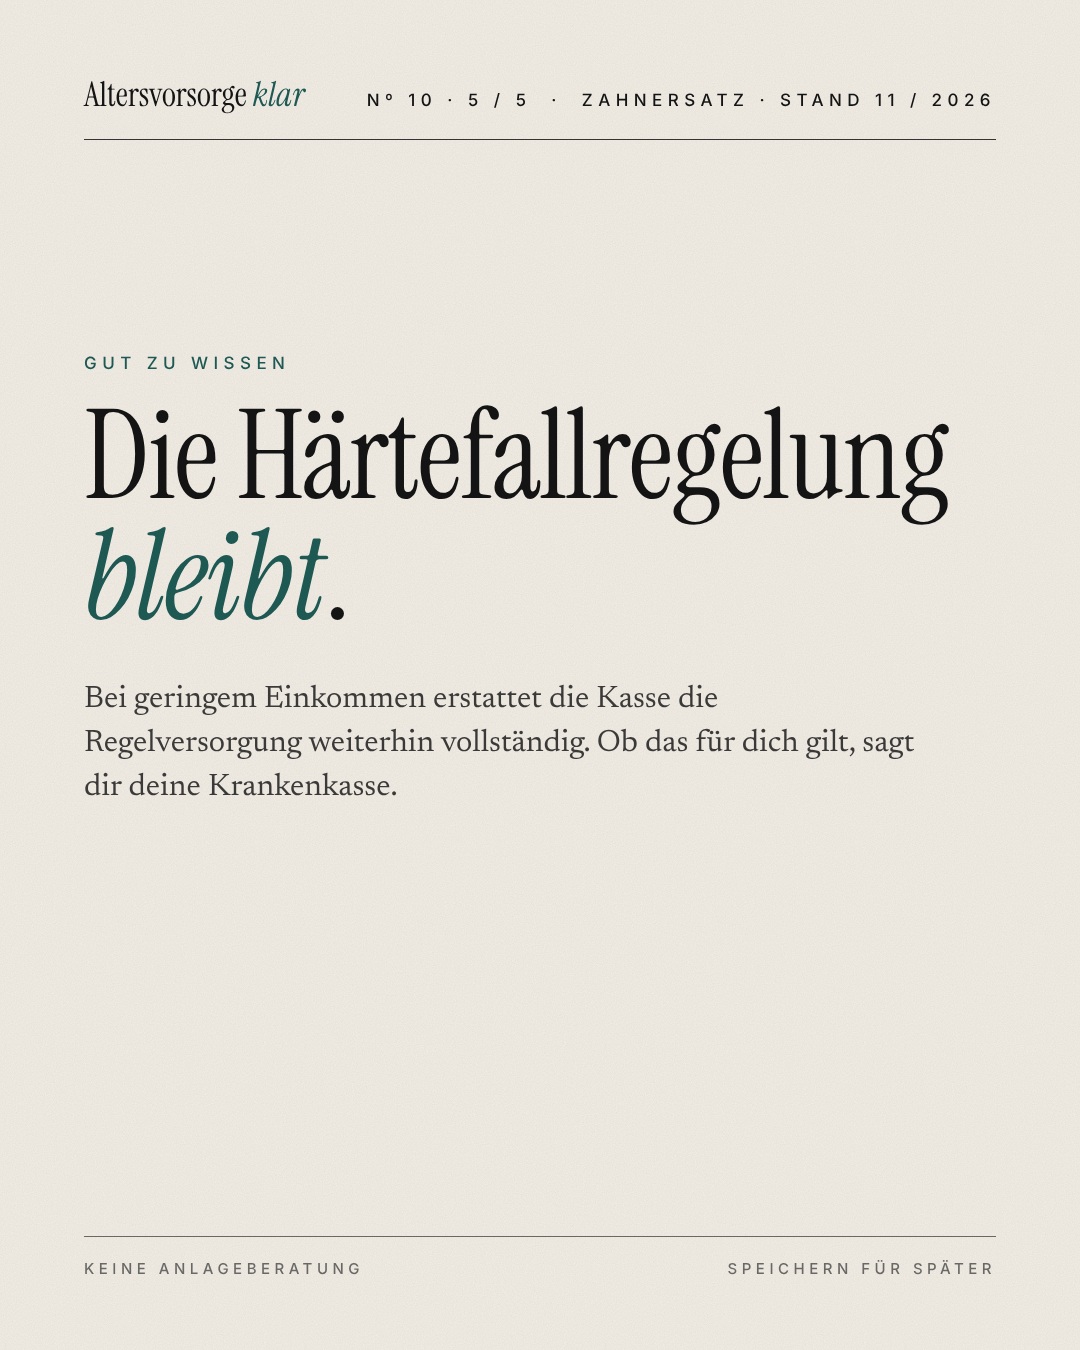 Altersvorsorge klar
Nº 10 · 5 / 5 · ZAHNERSATZ · STAND 11 / 2026
GUT ZU WISSEN
Die Härtefallregelung
bleibt.
Bei geringem Einkommen erstattet die Kasse die
Regelversorgung weiterhin vollständig. Ob das für dich gilt, sagt
dir deine Krankenkasse.
KEINE ANLAGEBERATUNG
SPEICHERN FÜR SPÄTER